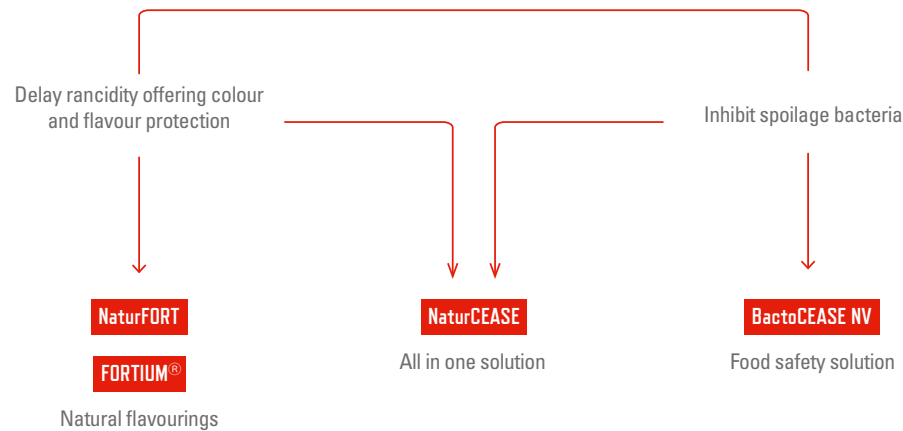 Delay rancidity offering colour
and flavour protection
Inhibit spoilage bacteria
NaturFORT
FORTIUM®
Natural flavourings
NaturCEASE
All in one solution
BactoCEASE NV
Food safety solution